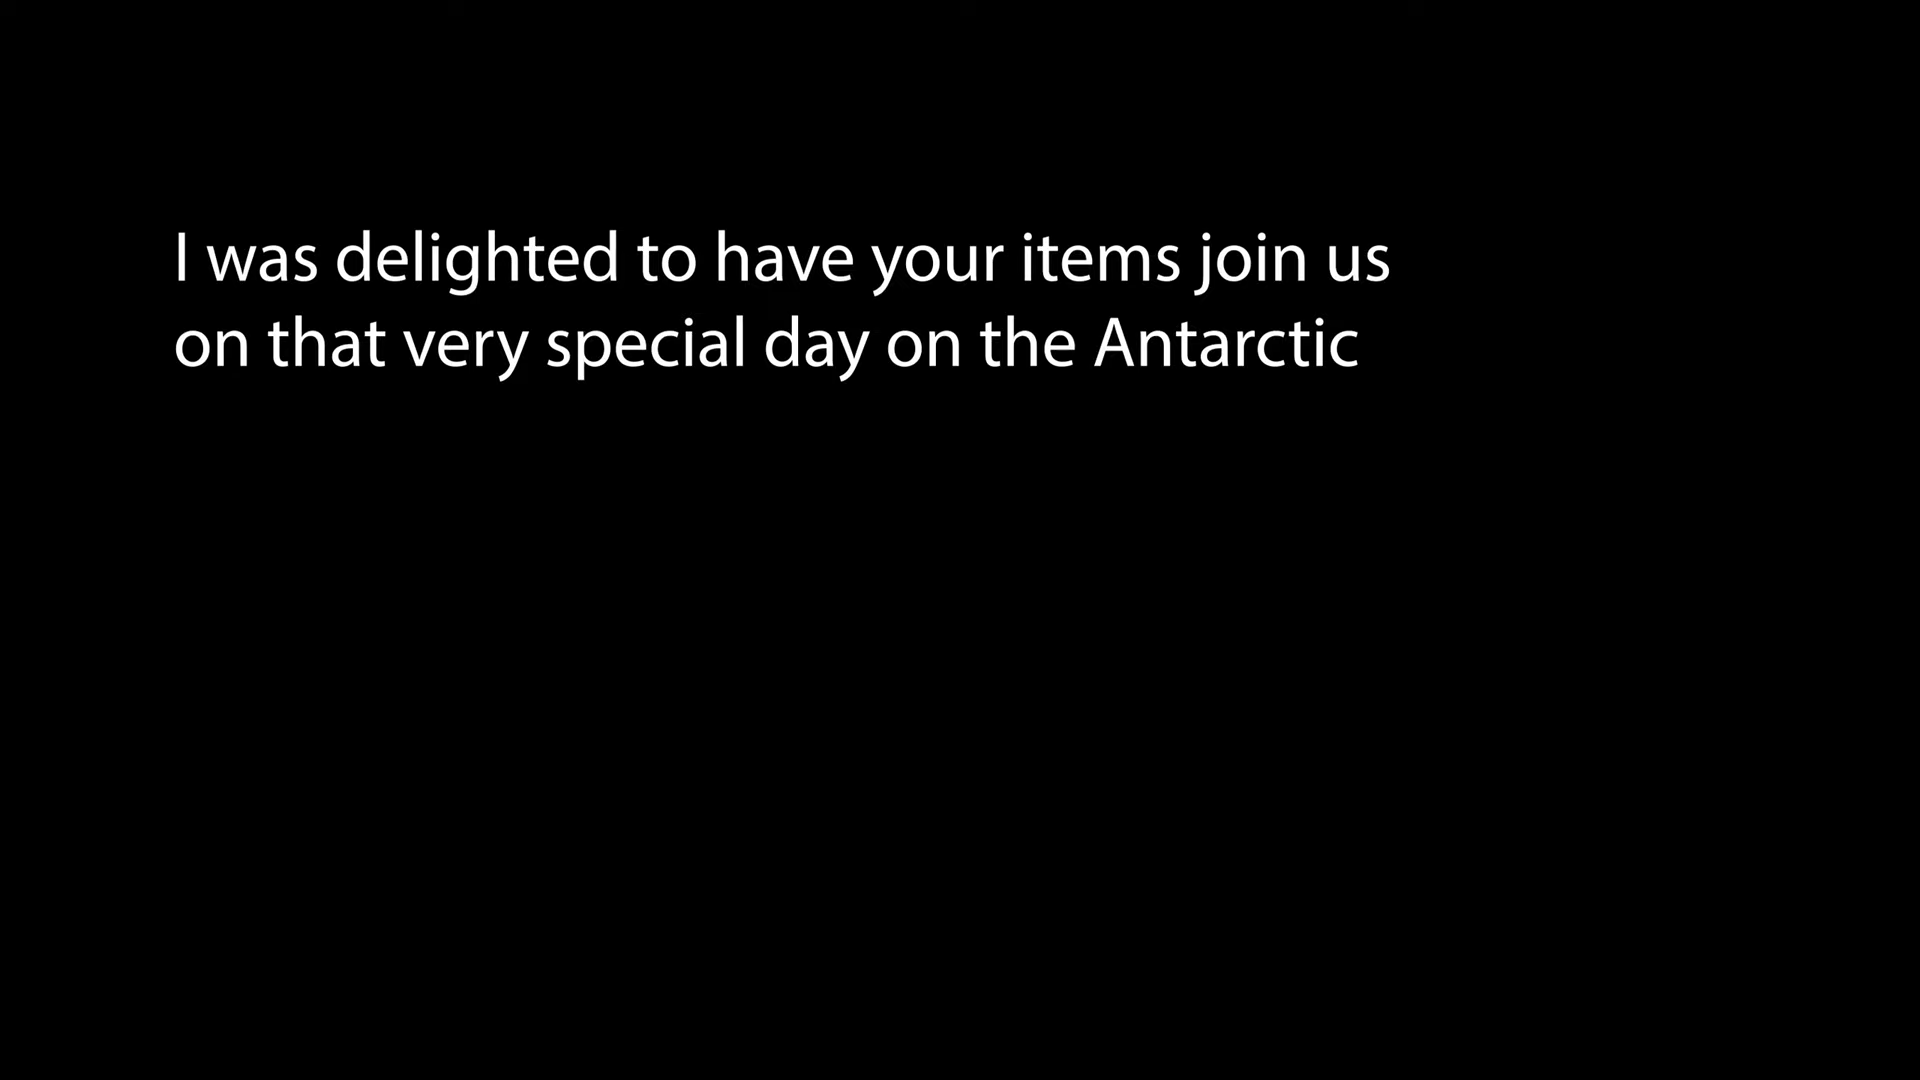 I was delighted to have your items join us
on that very special day on the Antarctic